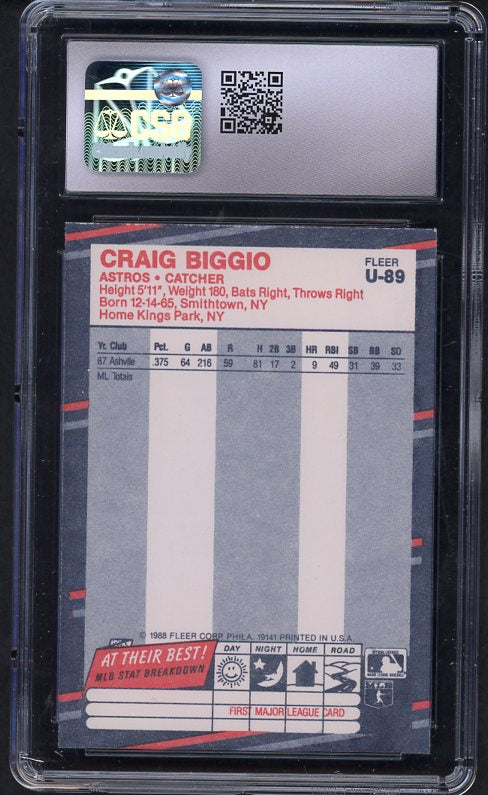 CSG
CRAIG BIGGIO
ASTROS • CATCHER
Height 5'11", Weight 180, Bats Right, Throws Right
Born 12-14-65, Smithtown, NY
Home Kings Park, NY
FLEER
U-89
Yr. Club Pct. G AB R H 2B 3B HR RBI SB BB SO
87 Ashvlle .375 64 216 59 81 17 2 9 49 31 39 33
ML Totals
© 1988 FLEER CORP. PHILA. 19141 PRINTED IN U.S.A.
AT THEIR BEST!
MLB STAT BREAKDOWN
DAY NIGHT HOME ROAD
FIRST MAJOR LEAGUE CARD